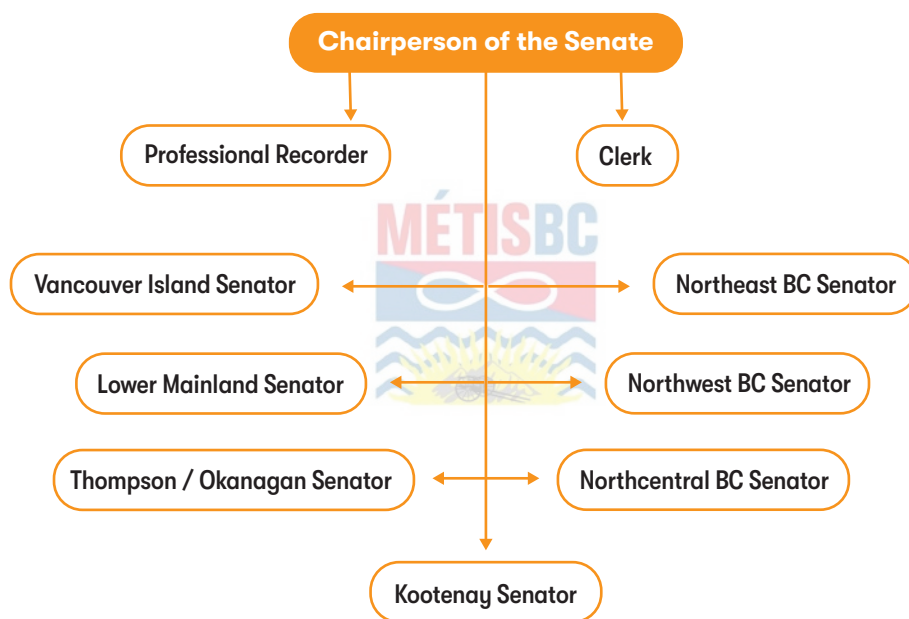 Chairperson of the Senate
Professional Recorder
Clerk
MÉTISBC
Vancouver Island Senator
Northeast BC Senator
Lower Mainland Senator
Northwest BC Senator
Thompson / Okanagan Senator
Northcentral BC Senator
Kootenay Senator